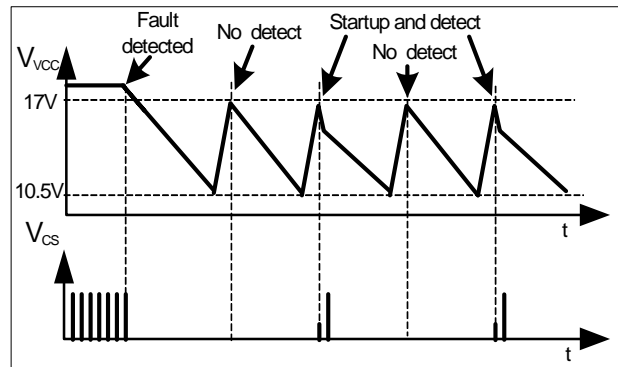 Fault
detected
No detect
Startup and detect
No detect
VVCC
17V
10.5V
t
VCS
t